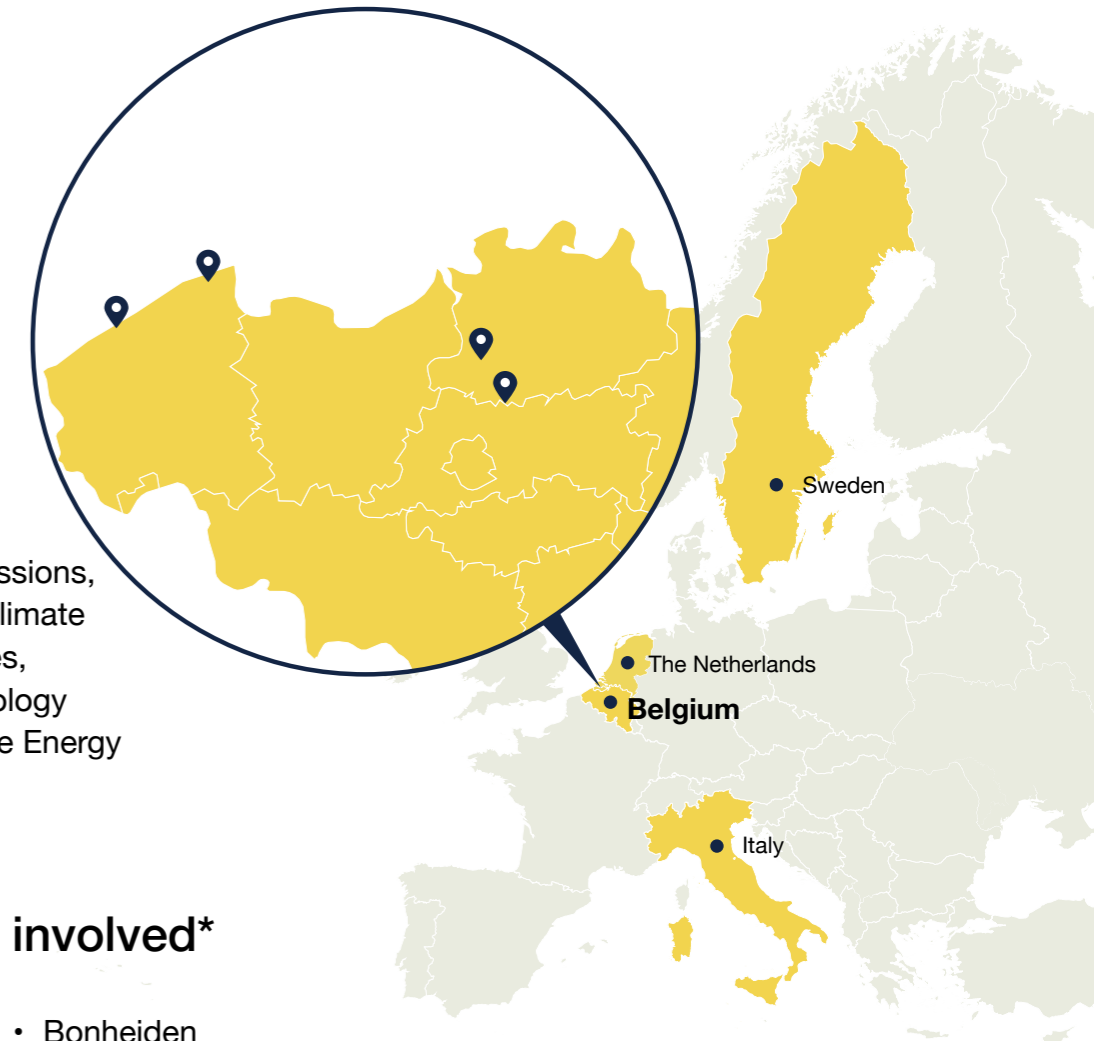 Sweden
ssions,
limate
es,
ology
e Energy
The Netherlands
Belgium
Italy
involved*
• Bonheiden